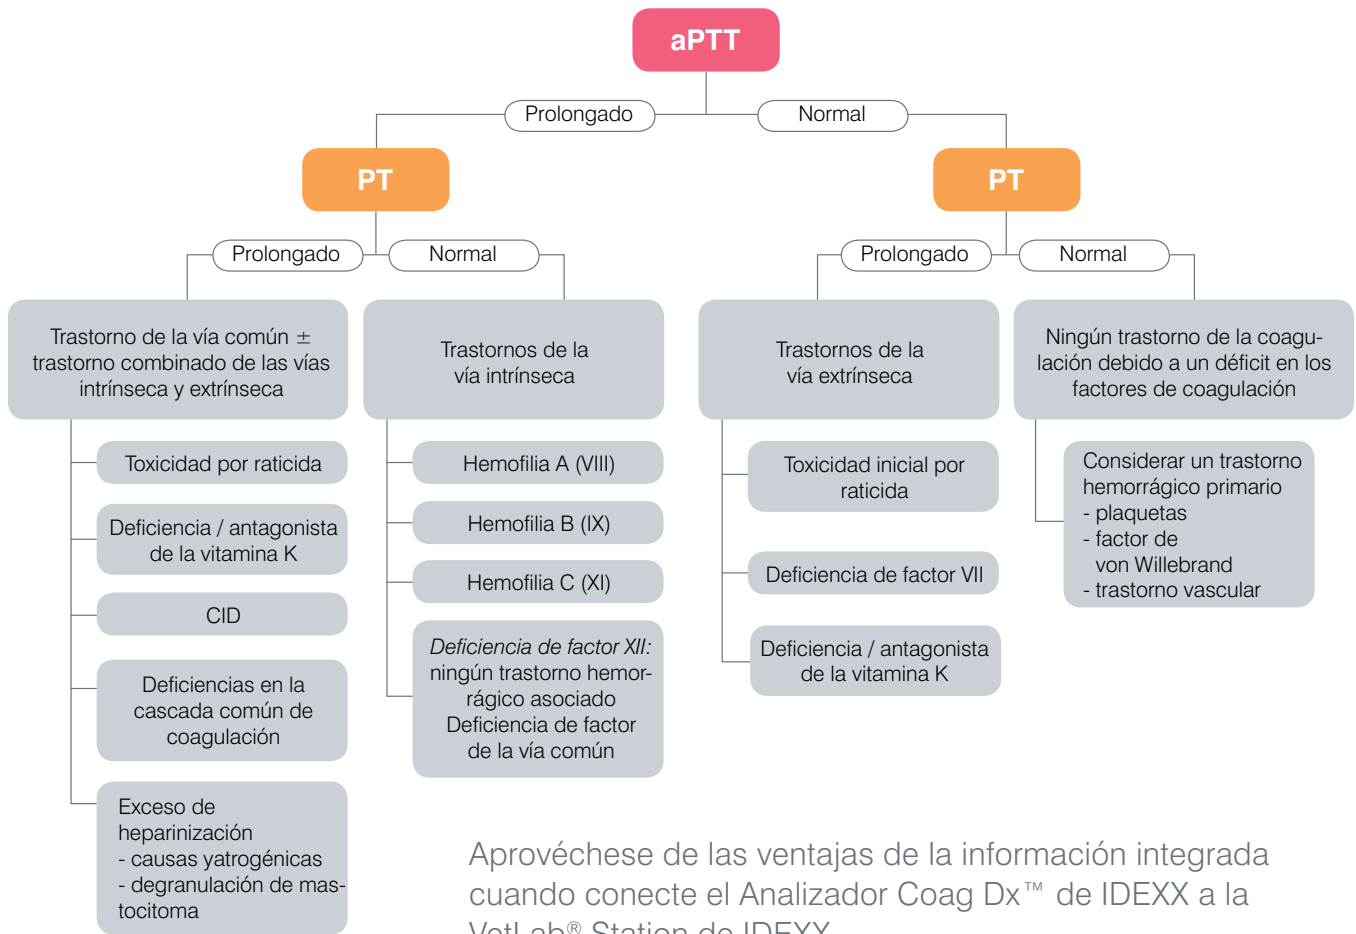 aPTT
Prolongado
Normal
PT
PT
Prolongado
Normal
Prolongado
Normal
Trastorno de la vía común ±
trastorno combinado de las vías
intrínseca y extrínseca
Toxicidad por raticida
Deficiencia / antagonista
de la vitamina K
CID
Deficiencias en la
cascada común de
coagulación
Exceso de
heparinización
- causas yatrogénicas
- degranulación de mas-
tocitoma
Trastornos de la
vía intrínseca
Hemofilia A (VIII)
Hemofilia B (IX)
Hemofilia C (XI)
Deficiencia de factor XII:
ningún trastorno hemor-
rágico asociado
Deficiencia de factor
de la vía común
Trastornos de la
vía extrínseca
Toxicidad inicial por
raticida
Deficiencia de factor VII
Deficiencia / antagonista
de la vitamina K
Ningún trastorno de la coagu-
lación debido a un déficit en los
factores de coagulación
Considerar un trastorno
hemorrágico primario
- plaquetas
- factor de
von Willebrand
- trastorno vascular
Aprovéchese de las ventajas de la información integrada
cuando conecte el Analizador Coag Dx™ de IDEXX a la
VetLab® Station de IDEXX